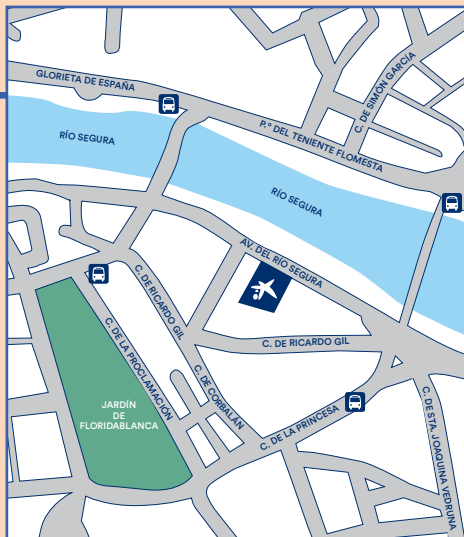 GLORIETA DE ESPAÑA
C. DE SIMÓN GARCÍA
P.º DEL TENIENTE FLOMESTA
RÍO SEGURA
RÍO SEGURA
AV. DEL RÍO SEGURA
C. DE RICARDO GIL
C. DE LA PROCLAMACIÓN
C. DE RICARDO GIL
C. DE CORBALÁN
JARDÍN
DE
FLORIDABLANCA
C. DE LA PRINCESA
C. DE STA. JOAQUINA VEDRUNA